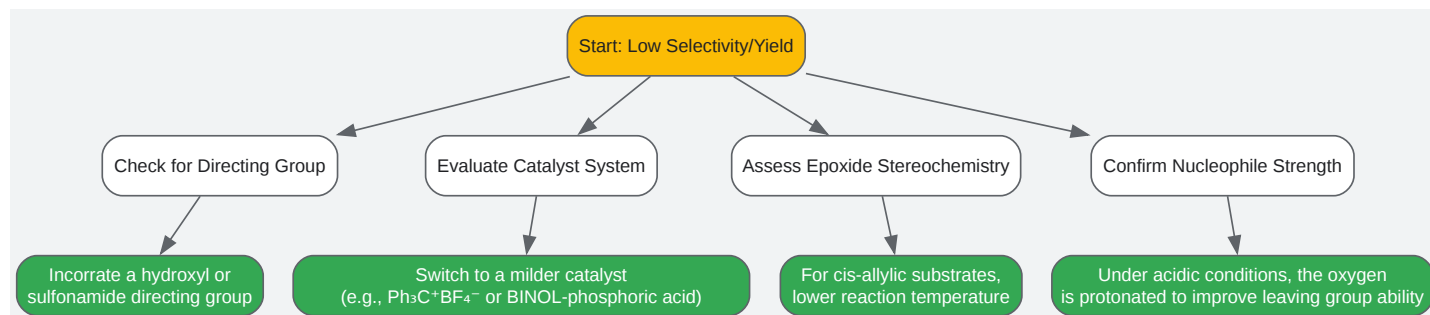 Start: Low Selectivity/Yield
Check for Directing Group
Evaluate Catalyst System
Assess Epoxide Stereochemistry
Confirm Nucleophile Strength
Incorrate a hydroxyl or
sulfonamide directing group
Switch to a milder catalyst
(e.g., Ph₃C⁺BF₄⁻ or BINOL-phosphoric acid)
For cis-allylic substrates,
lower reaction temperature
Under acidic conditions, the oxygen
is protonated to improve leaving group ability